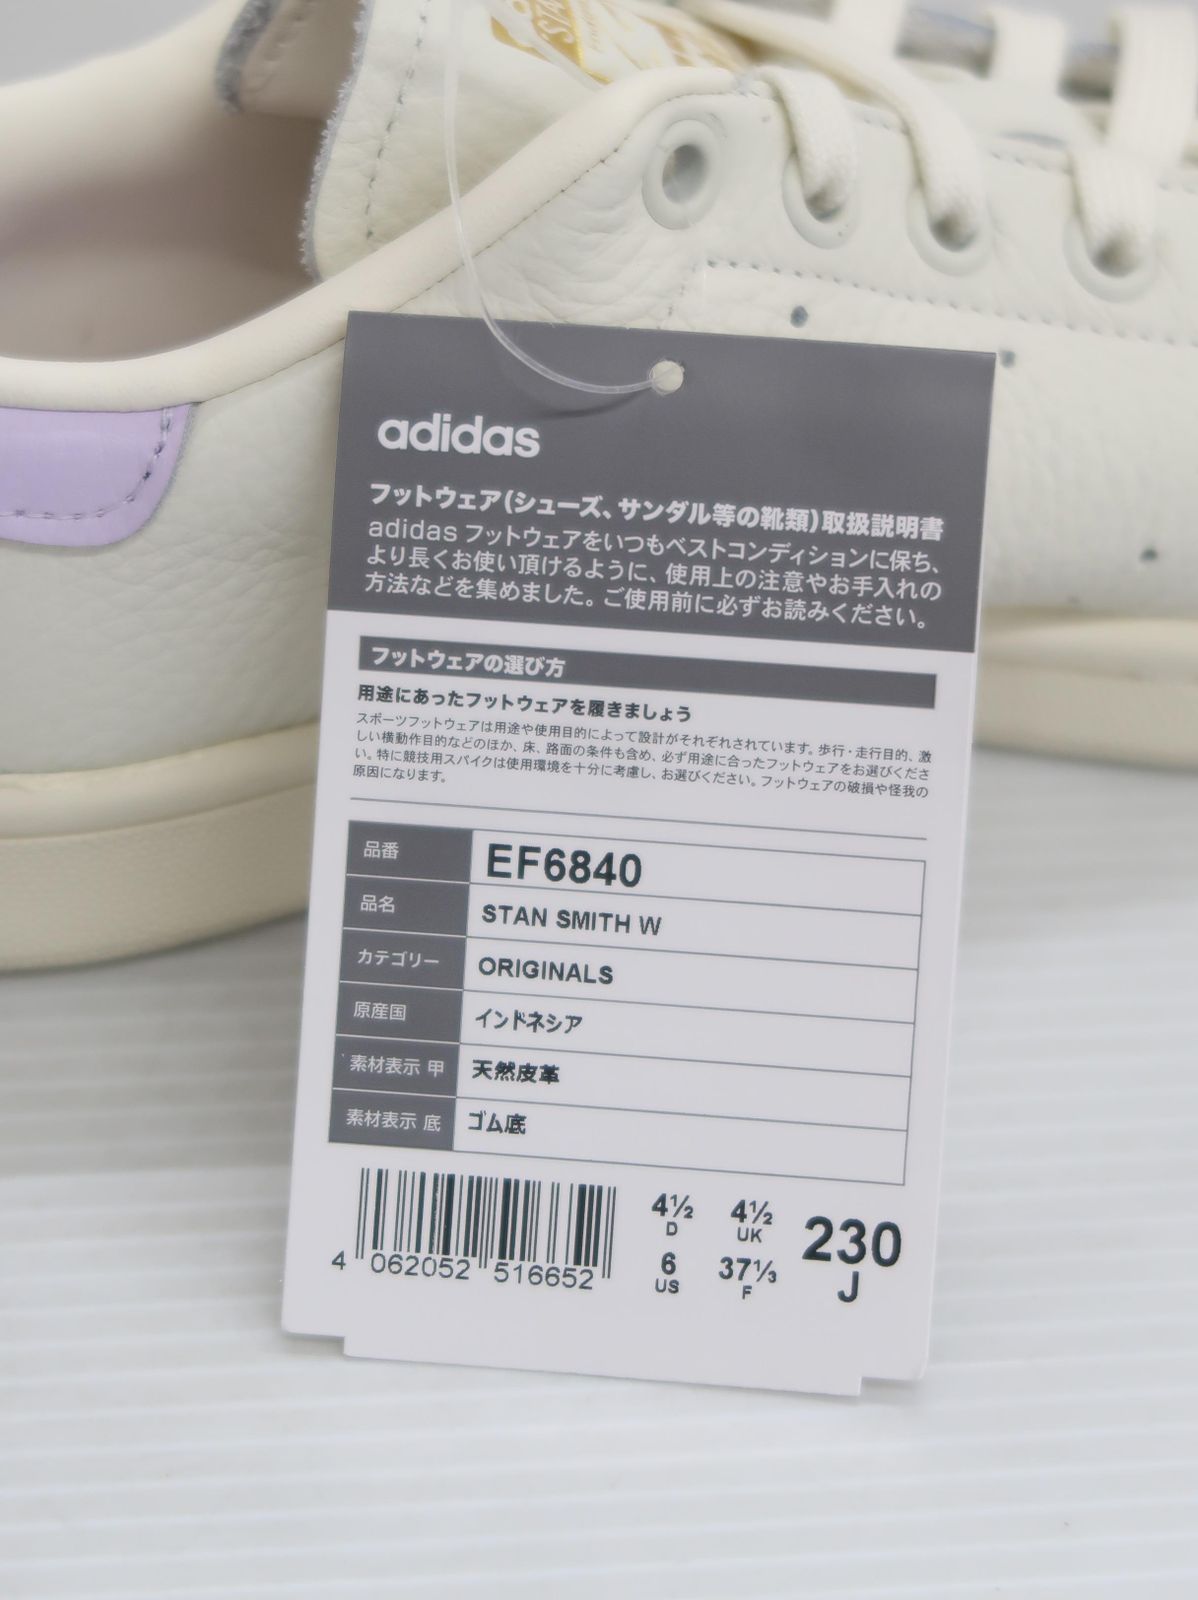 adidas
フットウェア(シューズ、サンダル等の靴類)取扱説明書
adidas フットウェアをいつもベストコンディションに保ち、
より長くお使い頂けるように、使用上の注意やお手入れの
方法などを集めました。ご使用前に必ずお読みください。
フットウェアの選び方
用途にあったフットウェアを履きましょう
スポーツフットウェアは用途や使用目的によって設計がそれぞれされています。歩行・走行目的、激
しい横動作目的などのほか、床、路面の条件も含め、必ず用途に合ったフットウェアをお選びくださ
い。特に競技用スパイクは使用環境を十分に考慮し、お選びください。フットウェアの破損や怪我の
原因になります。
品番 EF6840
品名 STAN SMITH W
カテゴリー ORIGINALS
原産国 インドネシア
素材表示 甲 天然皮革
素材表示 底 ゴム底
4 062052 516652
4½ D
4½ UK
6 US
37⅓ F
230 J